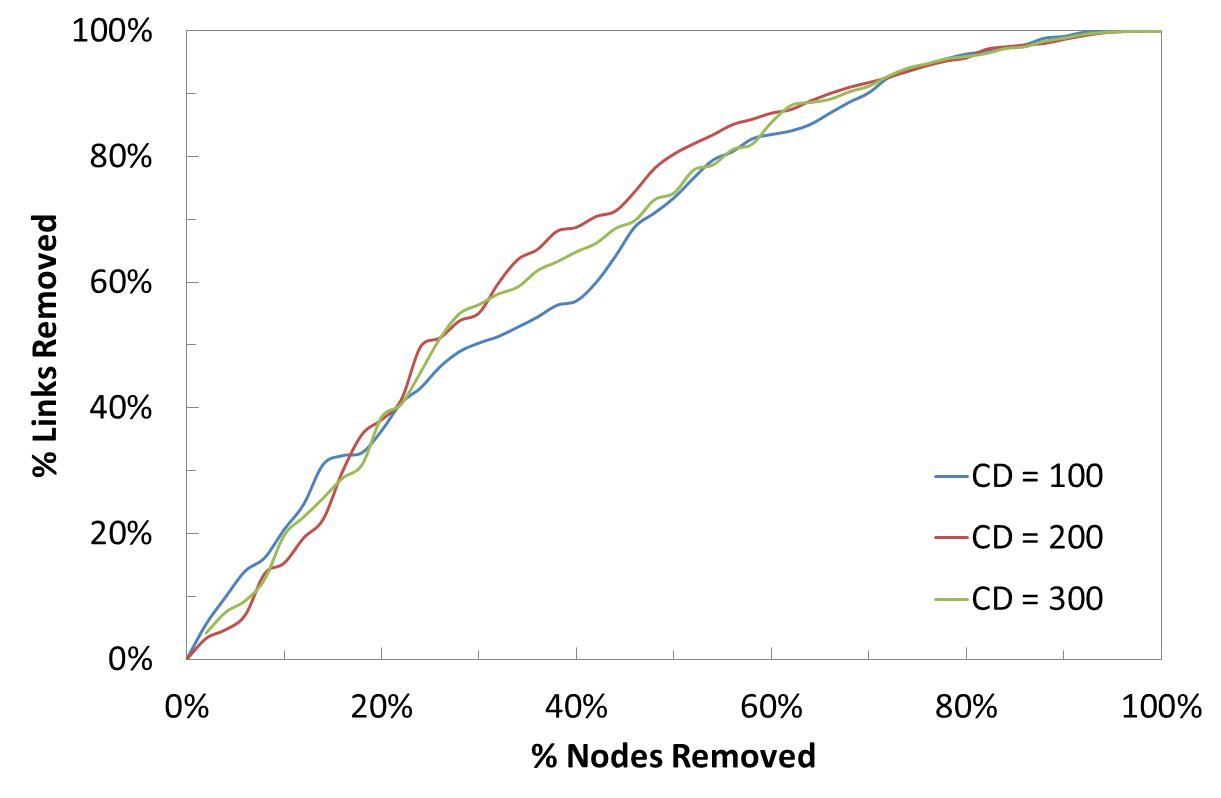 100%
80%
60%
40%
20%
0%
% Links Removed
CD = 100
CD = 200
CD = 300
0% 20% 40% 60% 80% 100%
% Nodes Removed